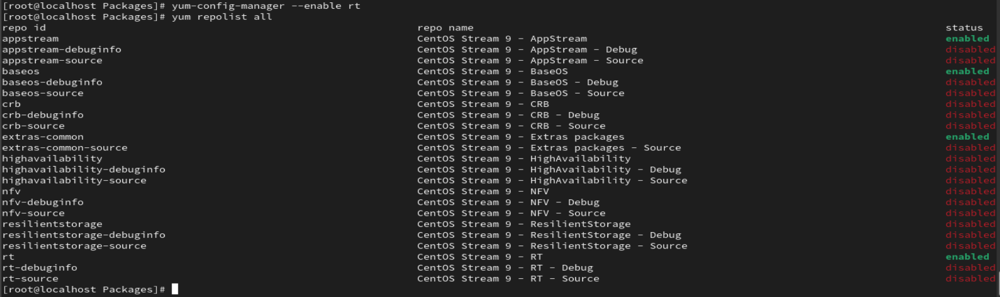 [root@localhost Packages]# yum-config-manager --enable rt
[root@localhost Packages]# yum repolist all
repo id repo name status
appstream CentOS Stream 9 - AppStream enabled
appstream-debuginfo CentOS Stream 9 - AppStream - Debug disabled
appstream-source CentOS Stream 9 - AppStream - Source disabled
baseos CentOS Stream 9 - BaseOS enabled
baseos-debuginfo CentOS Stream 9 - BaseOS - Debug disabled
baseos-source CentOS Stream 9 - BaseOS - Source disabled
crb CentOS Stream 9 - CRB disabled
crb-debuginfo CentOS Stream 9 - CRB - Debug disabled
crb-source CentOS Stream 9 - CRB - Source disabled
extras-common CentOS Stream 9 - Extras packages enabled
extras-common-source CentOS Stream 9 - Extras packages - Source disabled
highavailability CentOS Stream 9 - HighAvailability disabled
highavailability-debuginfo CentOS Stream 9 - HighAvailability - Debug disabled
highavailability-source CentOS Stream 9 - HighAvailability - Source disabled
nfv CentOS Stream 9 - NFV disabled
nfv-debuginfo CentOS Stream 9 - NFV - Debug disabled
nfv-source CentOS Stream 9 - NFV - Source disabled
resilientstorage CentOS Stream 9 - ResilientStorage disabled
resilientstorage-debuginfo CentOS Stream 9 - ResilientStorage - Debug disabled
resilientstorage-source CentOS Stream 9 - ResilientStorage - Source disabled
rt CentOS Stream 9 - RT enabled
rt-debuginfo CentOS Stream 9 - RT - Debug disabled
rt-source CentOS Stream 9 - RT - Source disabled
[root@localhost Packages]#